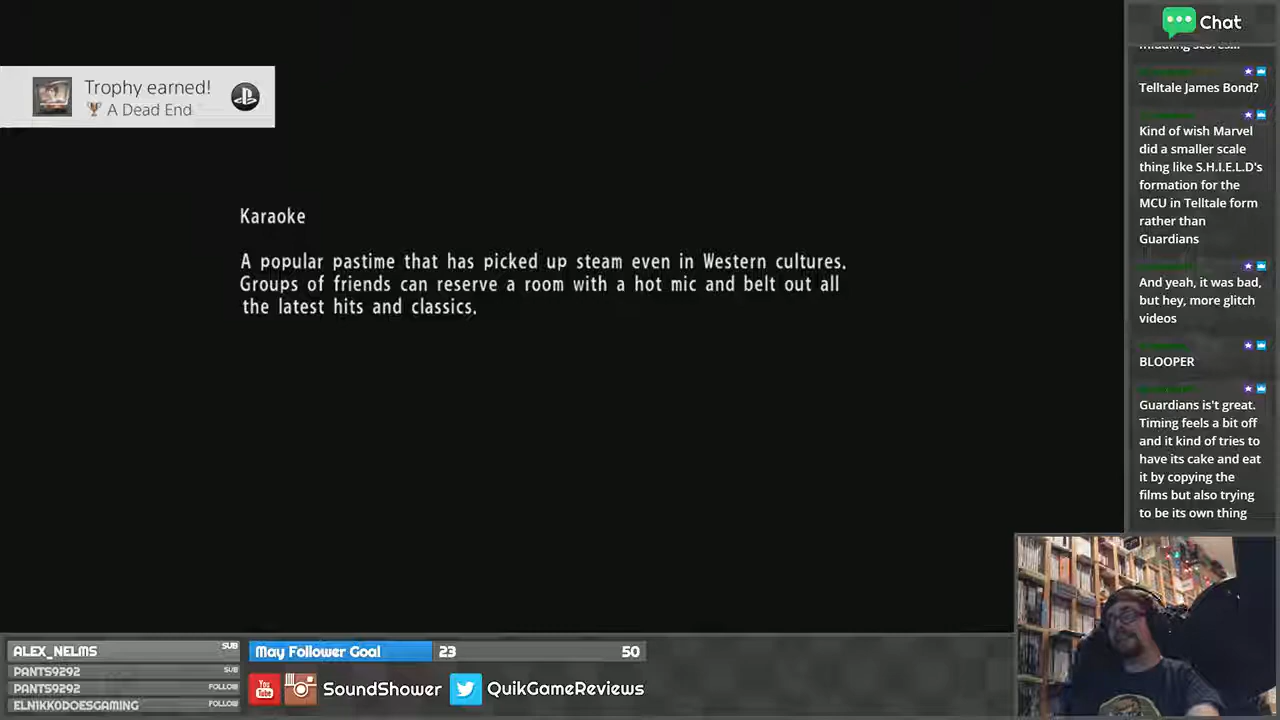 Chat
Trophy earned!
A Dead End
Karaoke
A popular pastime that has picked up steam even in Western cultures.
Groups of friends can reserve a room with a hot mic and belt out all
the latest hits and classics.
Telltale James Bond?
Kind of wish Marvel
did a smaller scale
thing like S.H.I.E.L.D's
formation for the
MCU in Telltale form
rather than
Guardians
And yeah, it was bad,
but hey, more glitch
videos
BLOOPER
Guardians is't great.
Timing feels a bit off
and it kind of tries to
have its cake and eat
it by copying the
films but also trying
to be its own thing
ALEX_NELMS SUB
PANTS9292 SUB
PANTS9292 FOLLOW
ELN1KK0DOESGAMING FOLLOW
May Follower Goal 23 50
You Tube SoundShower QuikGameReviews